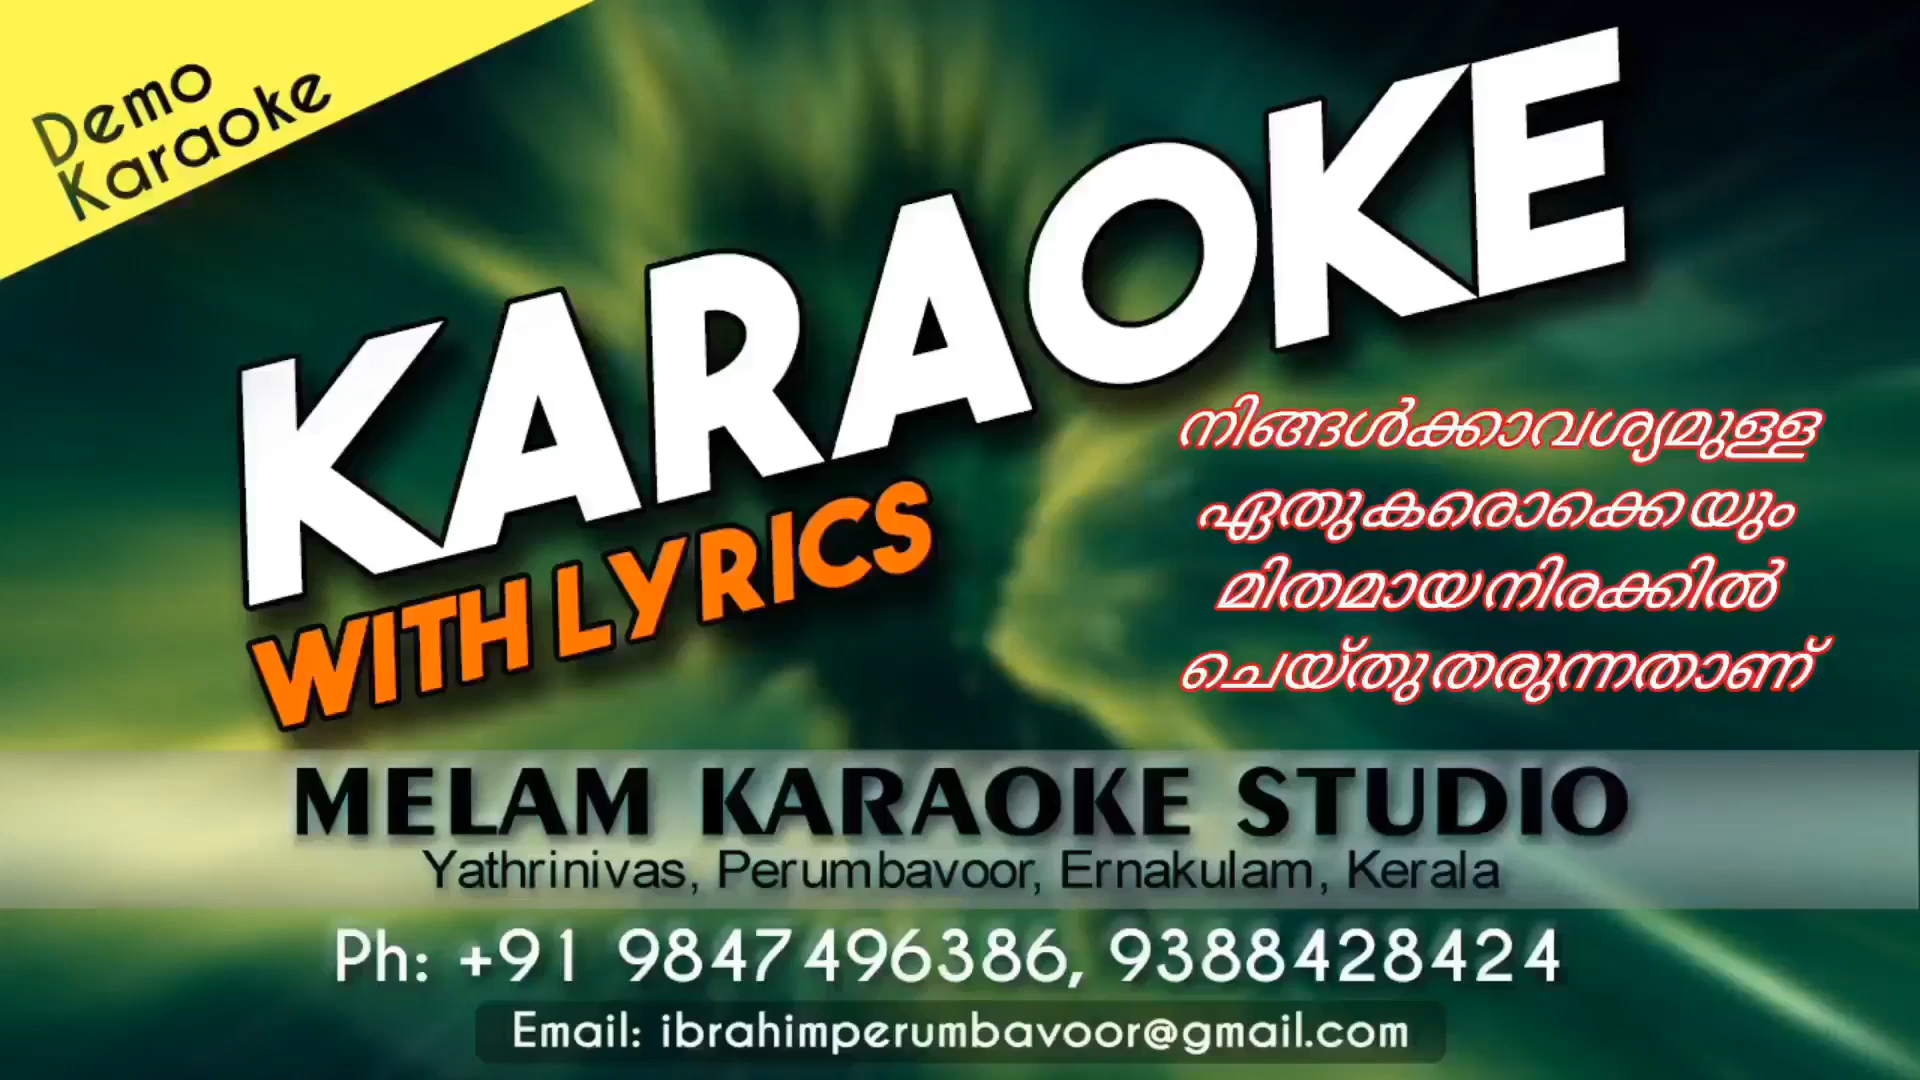 Demo
Karaoke
KARAOKE
WITH LYRICS
നിങ്ങൾക്കാവശ്യമുള്ള
ഏതു കരൊക്കെയും
മിതമായ നിരക്കിൽ
ചെയ്തു തരുന്നതാണ്
MELAM KARAOKE STUDIO
Yathrinivas, Perumbavoor, Ernakulam, Kerala
Ph: +91 9847496386, 9388428424
Email: ibrahimperumbavoor@gmail.com